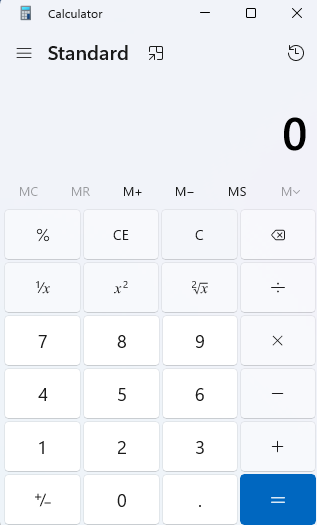 Calculator
Standard
0
MC MR M+ M− MS M
% CE C
¹/x x² ²√x ÷
7 8 9 ×
4 5 6 −
1 2 3 +
+/− 0 . =